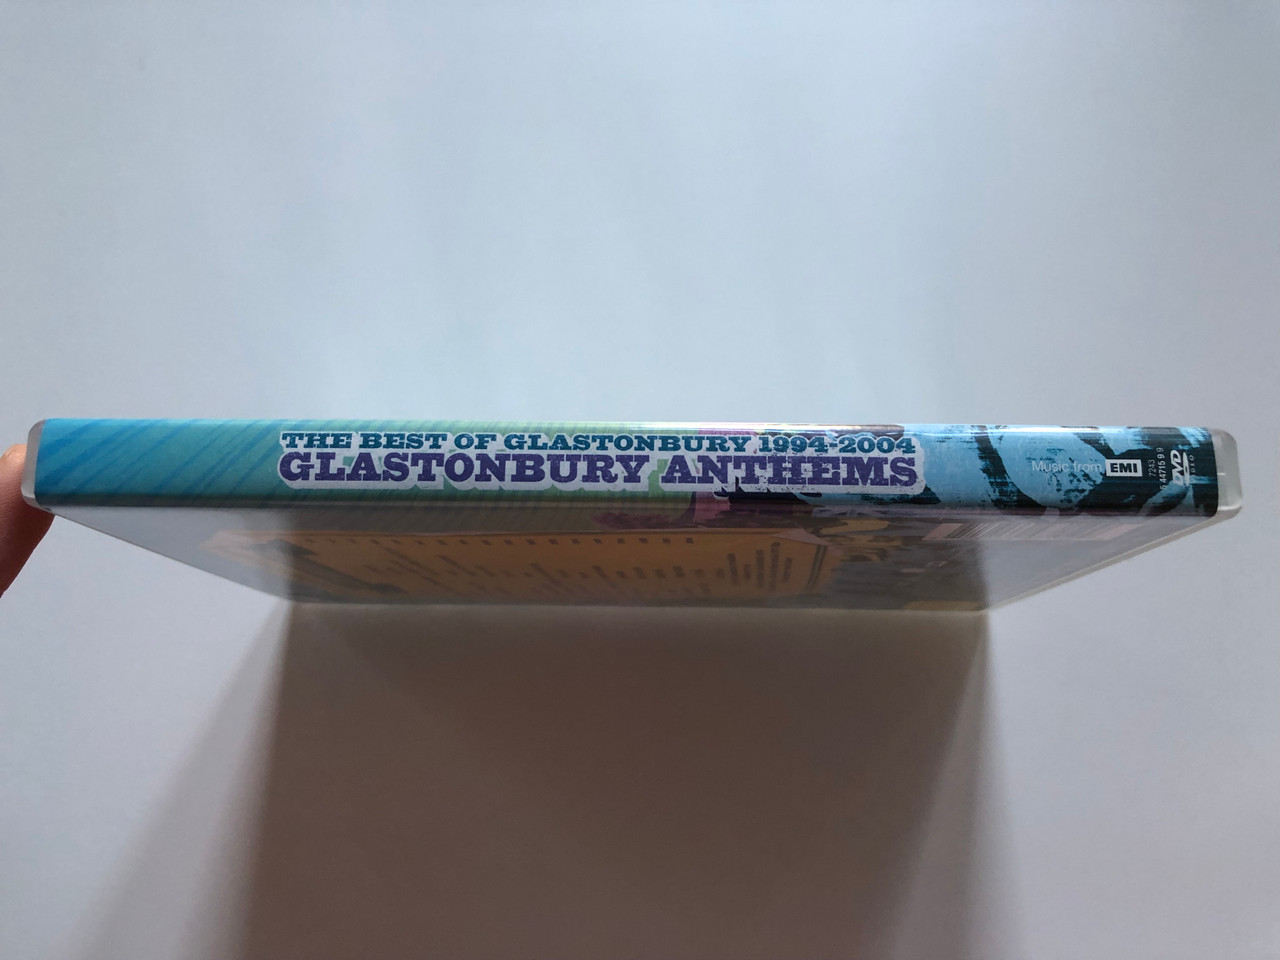 THE BEST OF GLASTONBURY 1994-2004
GLASTONBURY ANTHEMS
Music from EMI
DVD